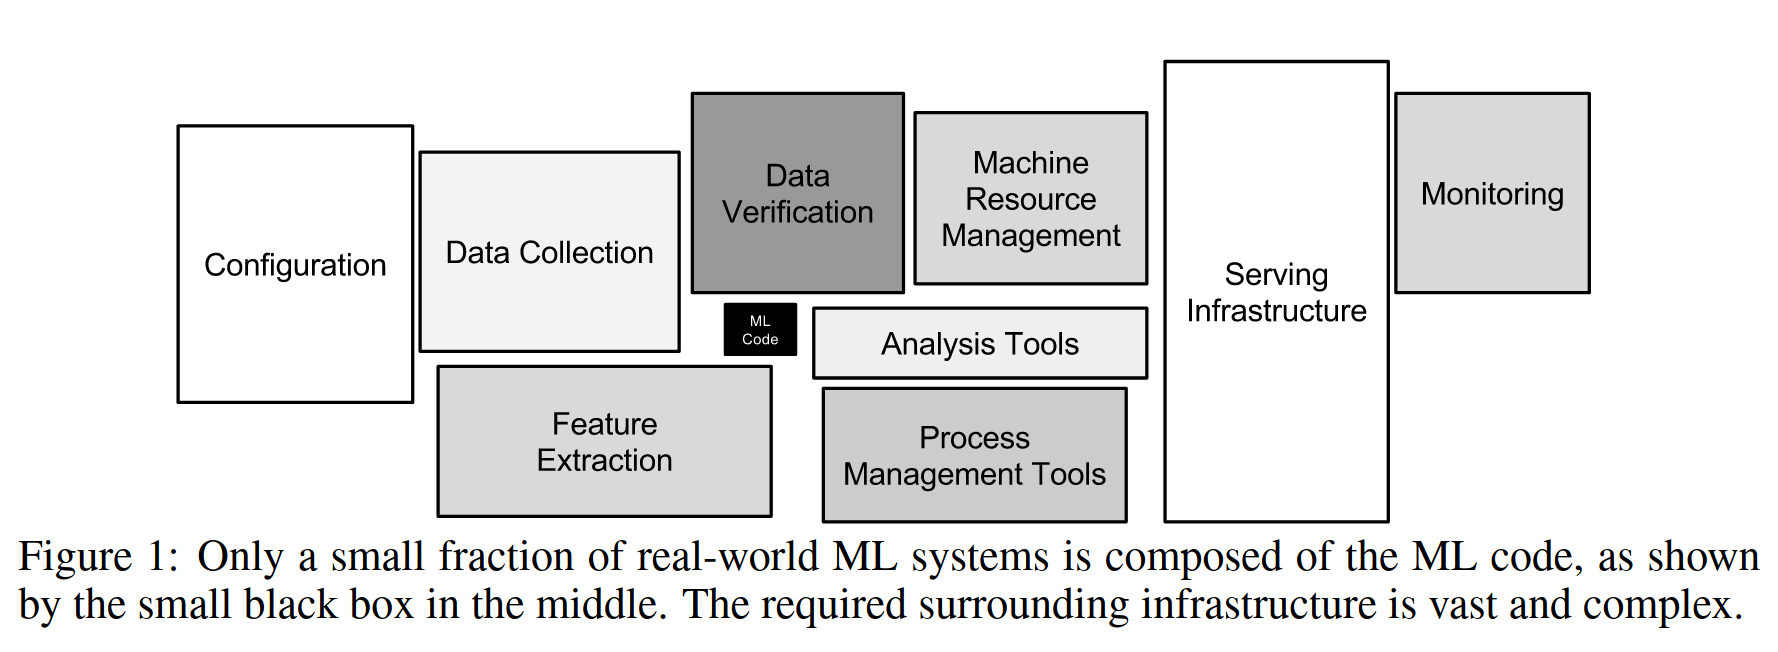 Configuration
Data Collection
Data
Verification
Machine
Resource
Management
Serving
Infrastructure
Monitoring
ML
Code
Analysis Tools
Feature
Extraction
Process
Management Tools
Figure 1: Only a small fraction of real-world ML systems is composed of the ML code, as shown
by the small black box in the middle. The required surrounding infrastructure is vast and complex.